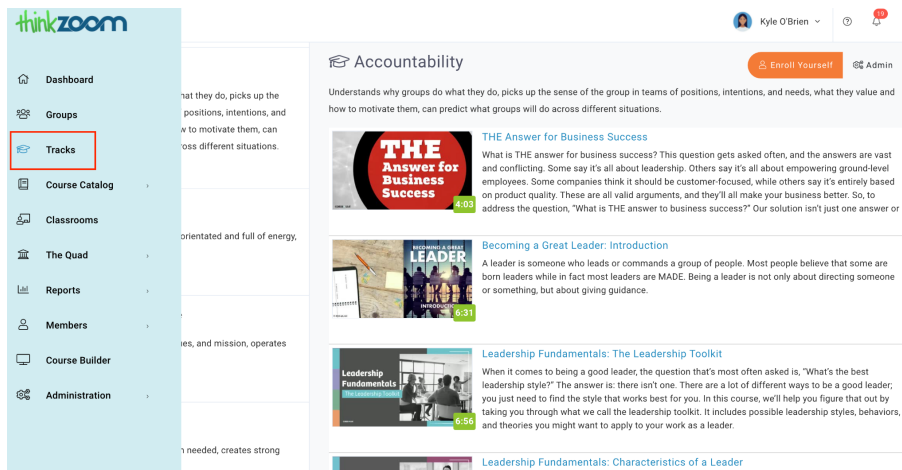 thinkzoom
Kyle O'Brien
19
Dashboard
Groups
Tracks
Course Catalog
Classrooms
The Quad
Reports
Members
Course Builder
Administration
hat they do, picks up the
positions, intentions, and
w to motivate them, can
ross different situations.
orientated and full of energy,
es, and mission, operates
n needed, creates strong
Accountability
Enroll Yourself
Admin
Understands why groups do what they do, picks up the sense of the group in teams of positions, intentions, and needs, what they value and
how to motivate them, can predict what groups will do across different situations.
THE
Answer for
Business
Success
4:03
THE Answer for Business Success
What is THE answer for business success? This question gets asked often, and the answers are vast
and conflicting. Some say it's all about leadership. Others say it's all about empowering ground-level
employees. Some companies think it should be customer-focused, while others say it's entirely based
on product quality. These are all valid arguments, and they'll all make your business better. So, to
address the question, "What is THE answer to business success?" Our solution isn't just one answer or
BECOMING A GREAT
LEADER
INTRODUCTION
6:31
Becoming a Great Leader: Introduction
A leader is someone who leads or commands a group of people. Most people believe that some are
born leaders while in fact most leaders are MADE. Being a leader is not only about directing someone
or something, but about giving guidance.
Leadership
Fundamentals
The Leadership Toolkit
6:56
Leadership Fundamentals: The Leadership Toolkit
When it comes to being a good leader, the question that's most often asked is, "What's the best
leadership style?" The answer is: there isn't one. There are a lot of different ways to be a good leader;
you just need to find the style that works best for you. In this course, we'll help you figure that out by
taking you through what we call the leadership toolkit. It includes possible leadership styles, behaviors,
and theories you might want to apply to your work as a leader.
Leadership Fundamentals: Characteristics of a Leader